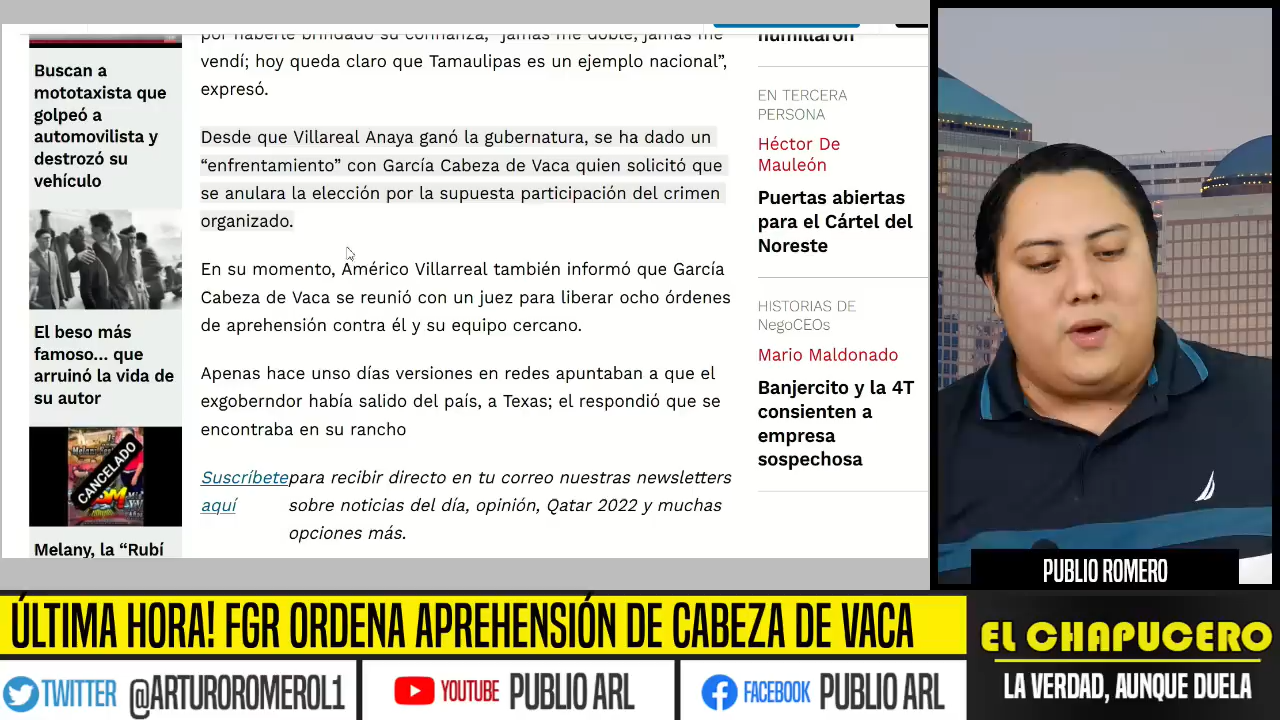 Buscan a
mototaxista que
golpeó a
automovilista y
destrozó su
vehículo
El beso más
famoso... que
arruinó la vida de
su autor
CANCELADO
Melany, la “Rubí
por haberle brindado su confianza, “jamás me doblé, jamás me
vendí; hoy queda claro que Tamaulipas es un ejemplo nacional”,
expresó.
Desde que Villareal Anaya ganó la gubernatura, se ha dado un
“enfrentamiento” con García Cabeza de Vaca quien solicitó que
se anulara la elección por la supuesta participación del crimen
organizado.
En su momento, Américo Villarreal también informó que García
Cabeza de Vaca se reunió con un juez para liberar ocho órdenes
de aprehensión contra él y su equipo cercano.
Apenas hace unso días versiones en redes apuntaban a que el
exgoberndor había salido del país, a Texas; el respondió que se
encontraba en su rancho
Suscríbete para recibir directo en tu correo nuestras newsletters
aquí sobre noticias del día, opinión, Qatar 2022 y muchas
opciones más.
humillaron
EN TERCERA
PERSONA
Héctor De
Mauleón
Puertas abiertas
para el Cártel del
Noreste
HISTORIAS DE
NegoCEOs
Mario Maldonado
Banjercito y la 4T
consienten a
empresa
sospechosa
PUBLIO ROMERO
ÚLTIMA HORA! FGR ORDENA APREHENSIÓN DE CABEZA DE VACA
EL CHAPUCERO
LA VERDAD, AUNQUE DUELA
TWITTER @ARTUROROMEROL1
YOUTUBE PUBLIO ARL
FACEBOOK PUBLIO ARL